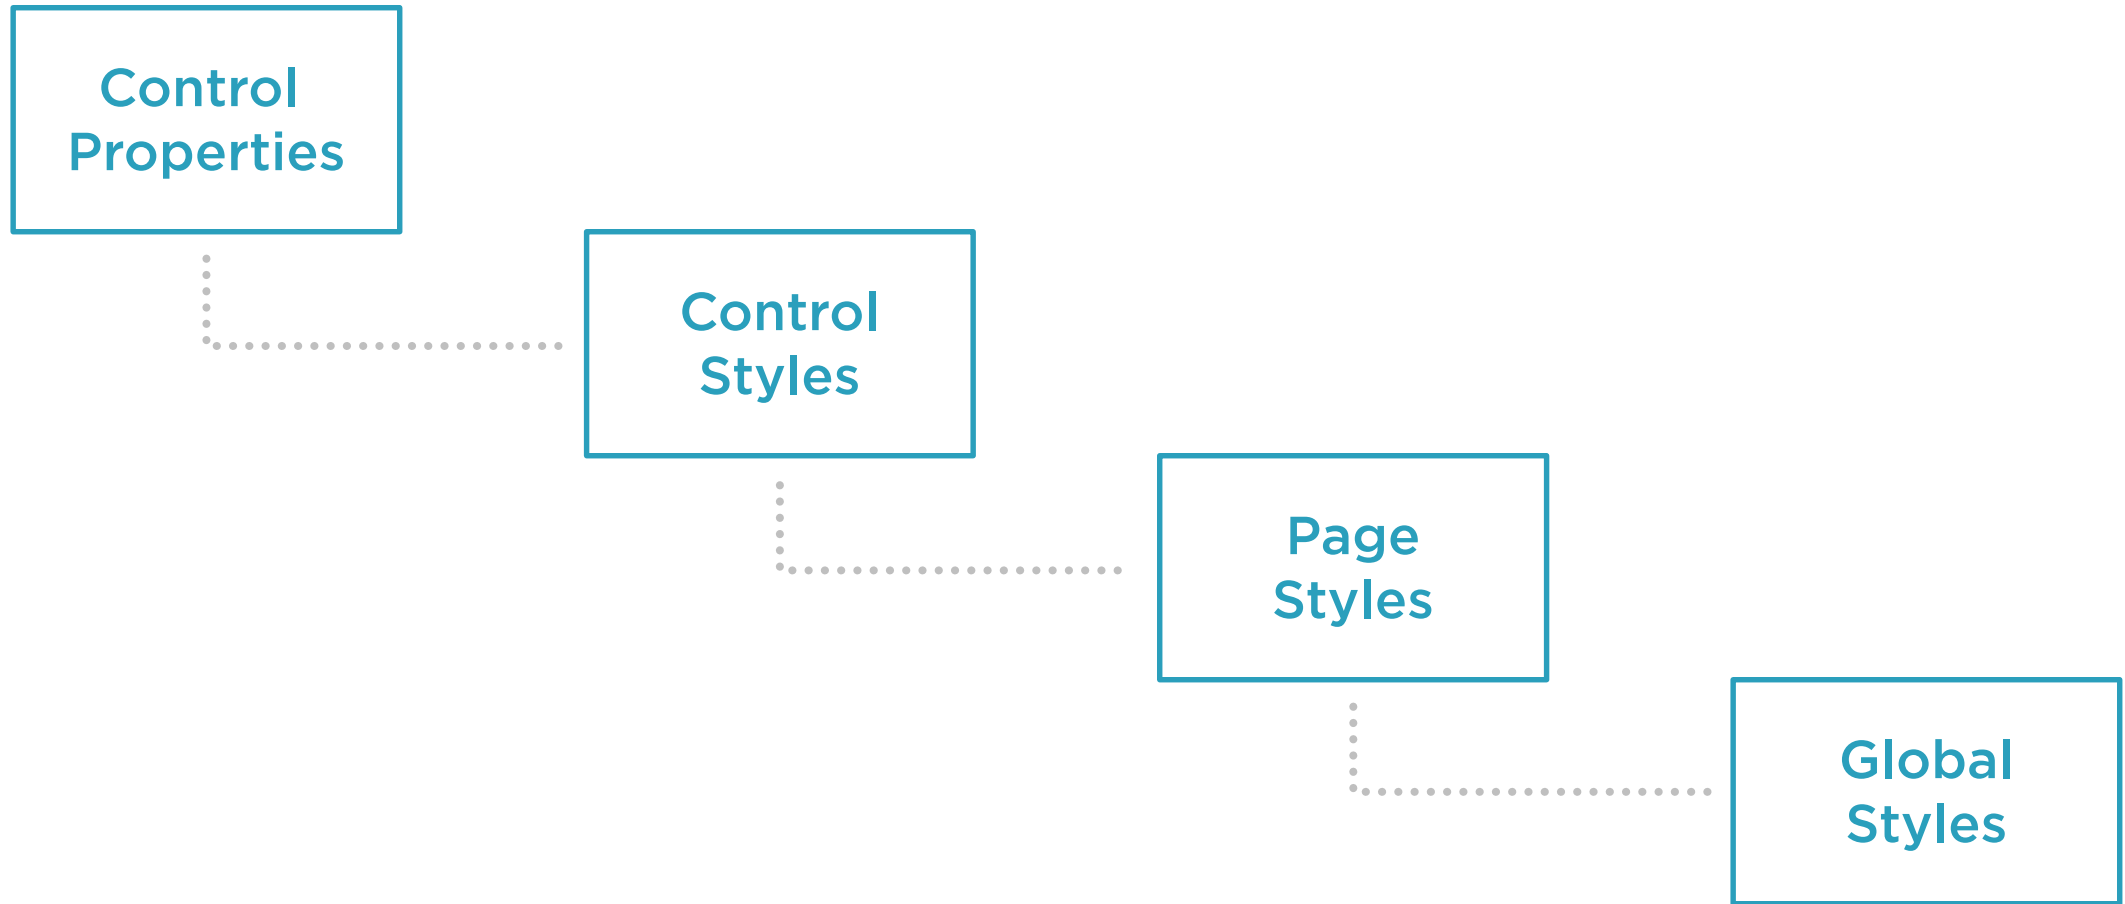 Control
Properties
Control
Styles
Page
Styles
Global
Styles